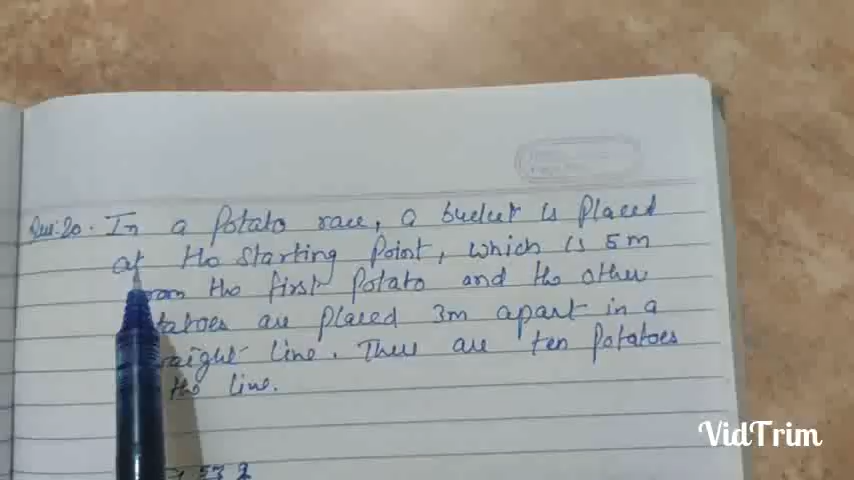 Que:20. In a Potato race, a bucket is placed
at the starting point, which is 5m
the first potato and the other
are placed 3m apart in a
line. There are ten potatoes
the line.
VidTrim